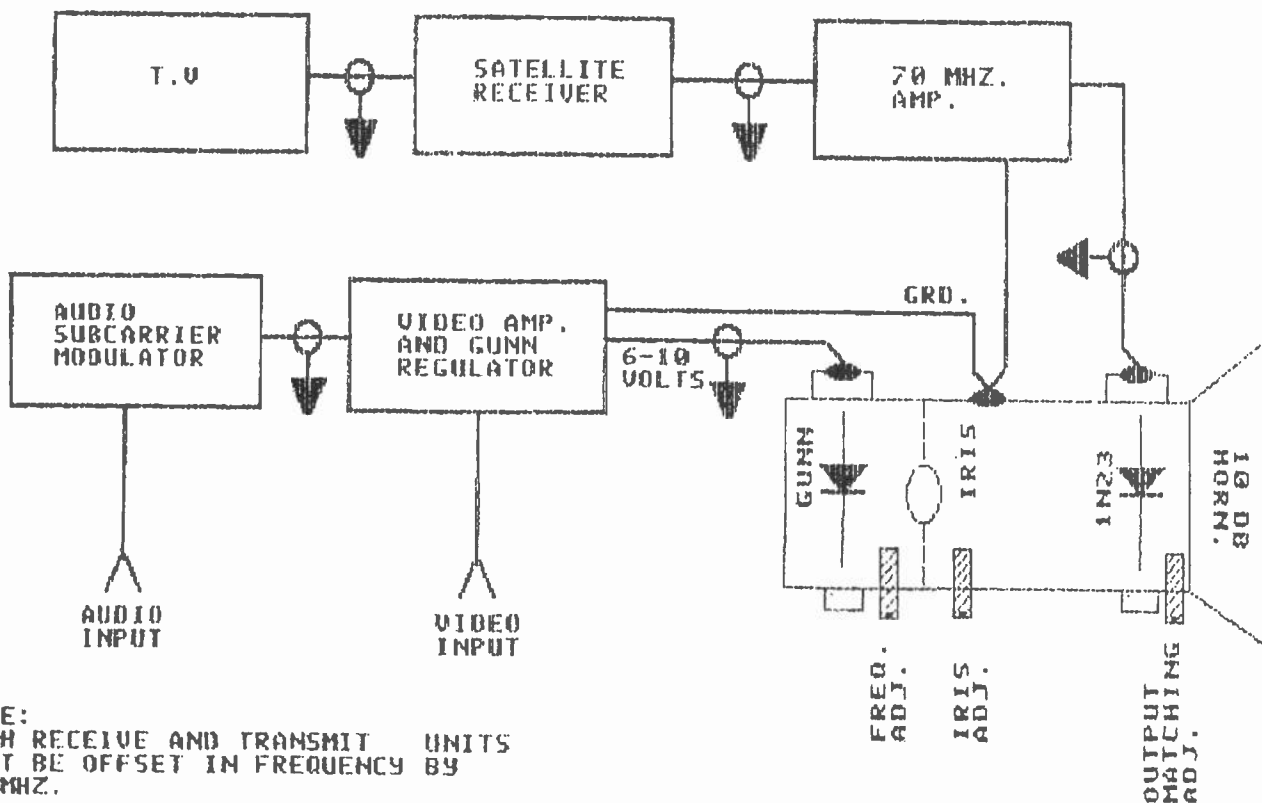 T.V
SATELLITE
RECEIVER
70 MHZ.
AMP.
AUDIO
SUBCARRIER
MODULATOR
VIDEO AMP.
AND GUNN
REGULATOR
GRD.
6-10
VOLTS
GUNN
IRIS
1N23
10 DB
HORN.
AUDIO
INPUT
VIDEO
INPUT
FREQ.
ADJ.
IRIS
ADJ.
OUTPUT
MATCHING
ADJ.
E:
H RECEIVE AND TRANSMIT UNITS
T BE OFFSET IN FREQUENCY BY
MHZ.